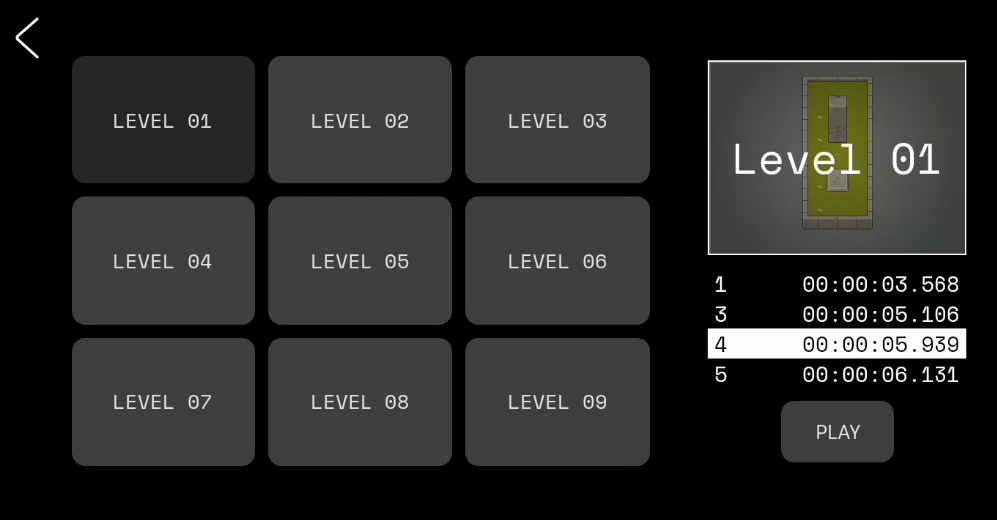 LEVEL 01
LEVEL 02
LEVEL 03
LEVEL 04
LEVEL 05
LEVEL 06
LEVEL 07
LEVEL 08
LEVEL 09
Level 01
1 00:00:03.568
3 00:00:05.106
4 00:00:05.939
5 00:00:06.131
PLAY